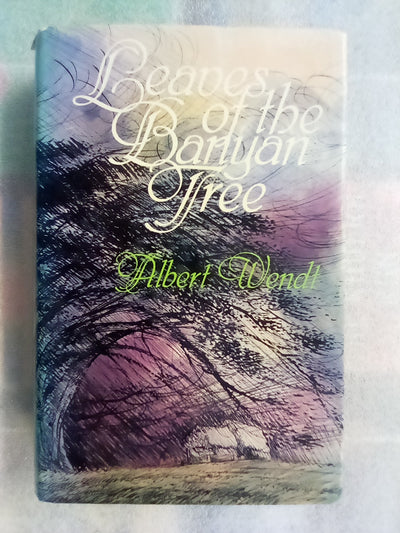 Leaves
of the
Banyan
Tree
Albert Wendt